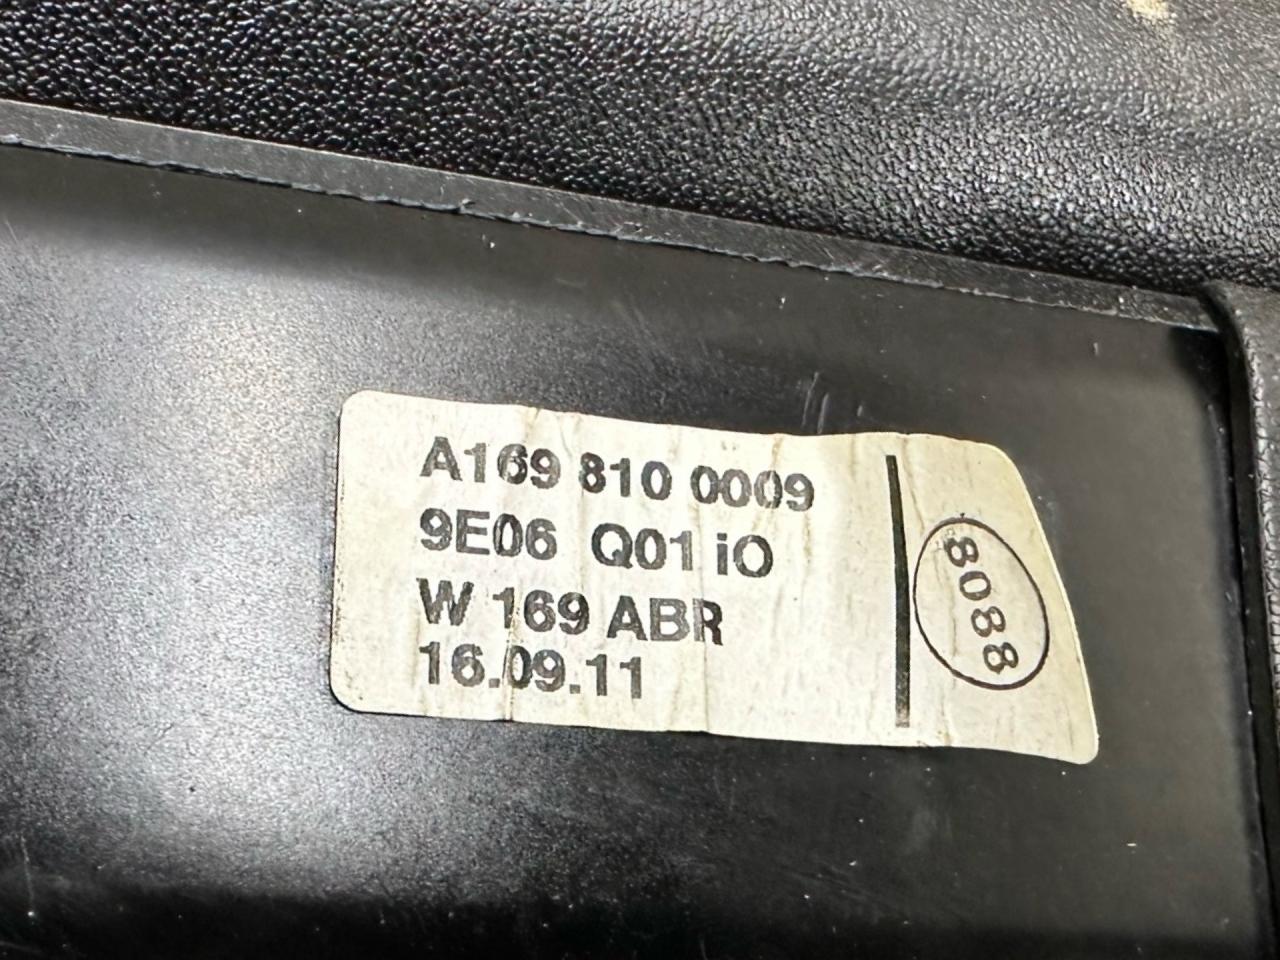 A169 810 0009
9E06 Q01 iO
W 169 ABR
16.09.11
8088